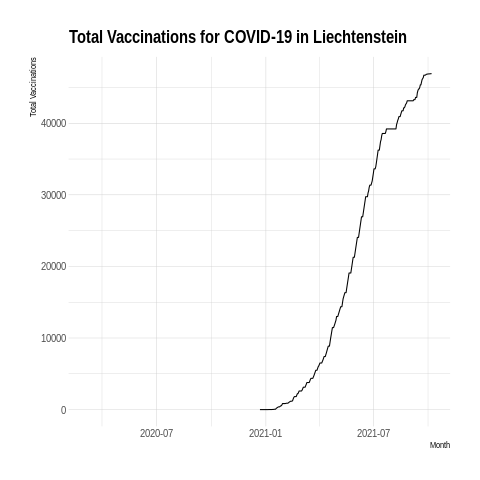 Total Vaccinations for COVID-19 in Liechtenstein
Total Vaccinations
40000
30000
20000
10000
0
2020-07
2021-01
2021-07
Month